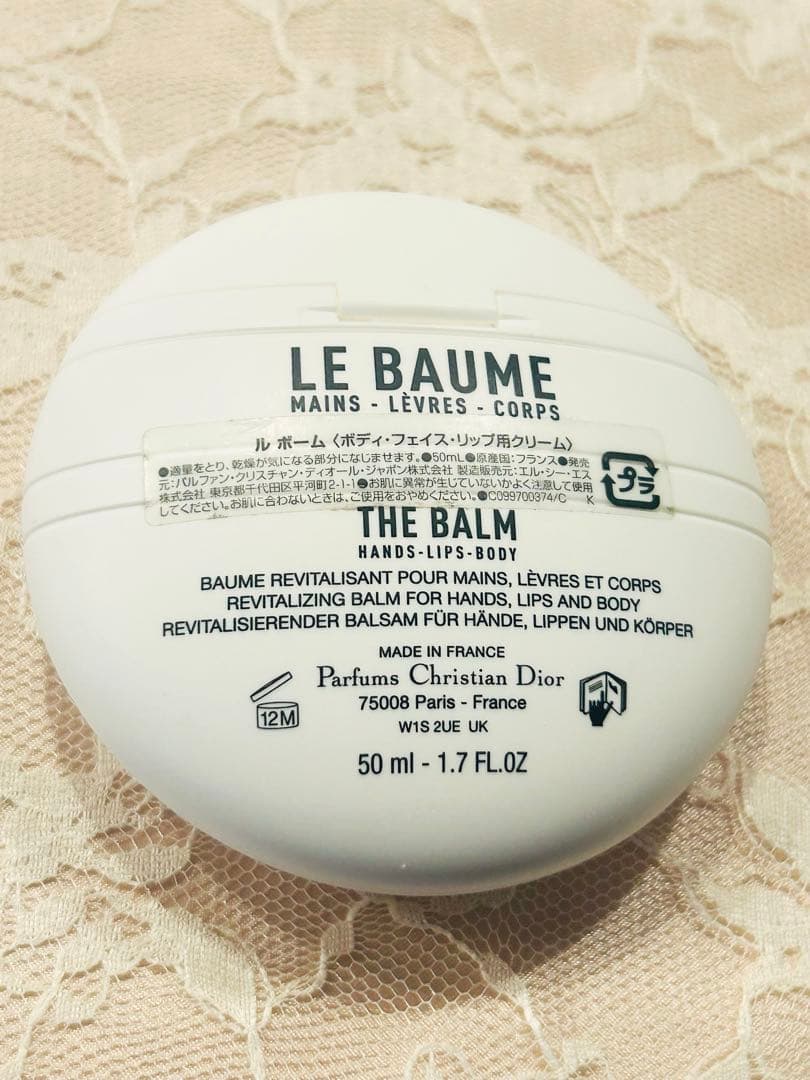 LE BAUME
MAINS - LÈVRES - CORPS
ル ボーム〈ボディ・フェイス・リップ用クリーム〉
●適量をとり、乾燥が気になる部分になじませます。●50mL●原産国：フランス●発売
元：パルファン・クリスチャン・ディオール・ジャポン株式会社 製造販売元：エル・シー・エス
株式会社 東京都千代田区平河町2-1-1●お肌に異常が生じていないかよく注意して使用
してください。お肌に合わないときは、ご使用をおやめください。●C099700374/C K
プラ
THE BALM
HANDS-LIPS-BODY
BAUME REVITALISANT POUR MAINS, LÈVRES ET CORPS
REVITALIZING BALM FOR HANDS, LIPS AND BODY
REVITALISIERENDER BALSAM FÜR HÄNDE, LIPPEN UND KÖRPER
MADE IN FRANCE
Parfums Christian Dior
75008 Paris - France
12M
W1S 2UE UK
50 ml - 1.7 FL.OZ